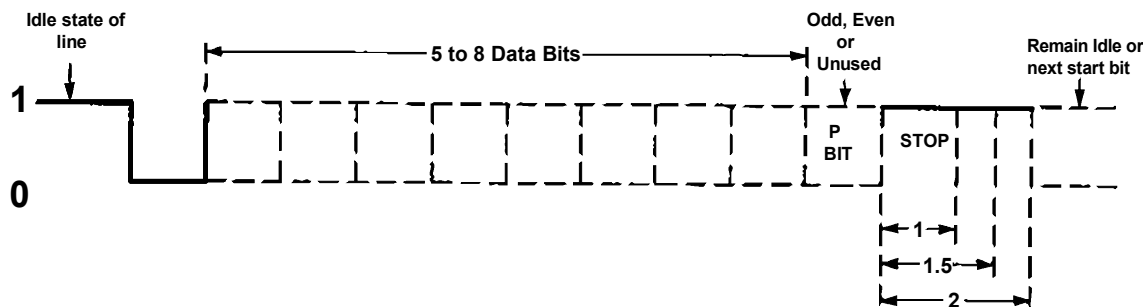 Idle state of
line
5 to 8 Data Bits
Odd, Even
or
Unused
Remain Idle or
next start bit
1
0
P
BIT
STOP
1
1.5
2